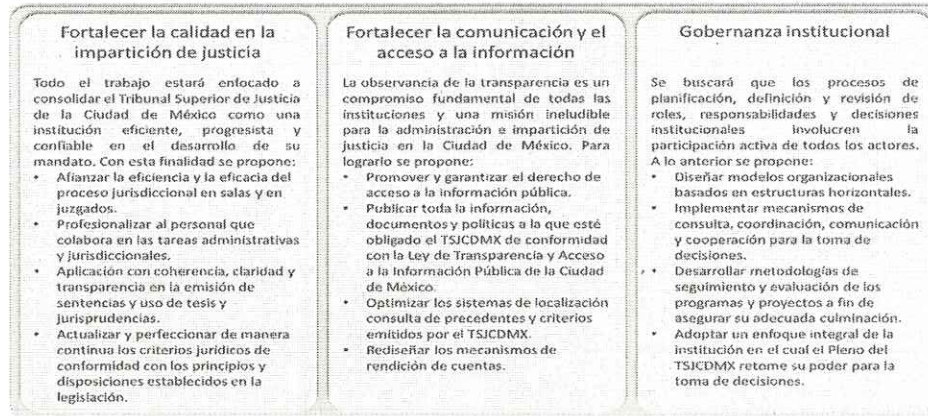 Fortalecer la calidad en la
impartición de justicia
Todo el trabajo estará enfocado a
consolidar el Tribunal Superior de Justicia
de la Ciudad de México como una
institución eficiente, progresista y
confiable en el desarrollo de su
mandato. Con esta finalidad se propone:
• Afianzar la eficiencia y la eficacia del
proceso jurisdiccional en salas y en
juzgados.
• Profesionalizar al personal que
colabora en las tareas administrativas
y jurisdiccionales.
• Aplicación con coherencia, claridad y
transparencia en la emisión de
sentencias y uso de tesis y
jurisprudencias.
• Actualizar y perfeccionar de manera
continua los criterios jurídicos de
conformidad con los principios y
disposiciones establecidos en la
legislación.
Fortalecer la comunicación y el
acceso a la información
La observancia de la transparencia es un
compromiso fundamental de todas las
instituciones y una misión ineludible
para la administración e impartición de
justicia en la Ciudad de México. Para
lograrlo se propone:
• Promover y garantizar el derecho de
acceso a la información pública.
• Publicar toda la información,
documentos y políticas a la que esté
obligado el TSJCDMX de conformidad
con la Ley de Transparencia y Acceso
a la Información Pública de la Ciudad
de México.
• Optimizar los sistemas de localización
consulta de precedentes y criterios
emitidos por el TSJCDMX.
• Rediseñar los mecanismos de
rendición de cuentas.
Gobernanza institucional
Se buscará que los procesos de
planificación, definición y revisión de
roles, responsabilidades y decisiones
institucionales involucren la
participación activa de todos los actores.
A lo anterior se propone:
• Diseñar modelos organizacionales
basados en estructuras horizontales.
• Implementar mecanismos de
consulta, coordinación, comunicación
y cooperación para la toma de
decisiones.
• Desarrollar metodologías de
seguimiento y evaluación de los
programas y proyectos a fin de
asegurar su adecuada culminación.
• Adoptar un enfoque integral de la
institución en el cual el Pleno del
TSJCDMX retome su poder para la
toma de decisiones.